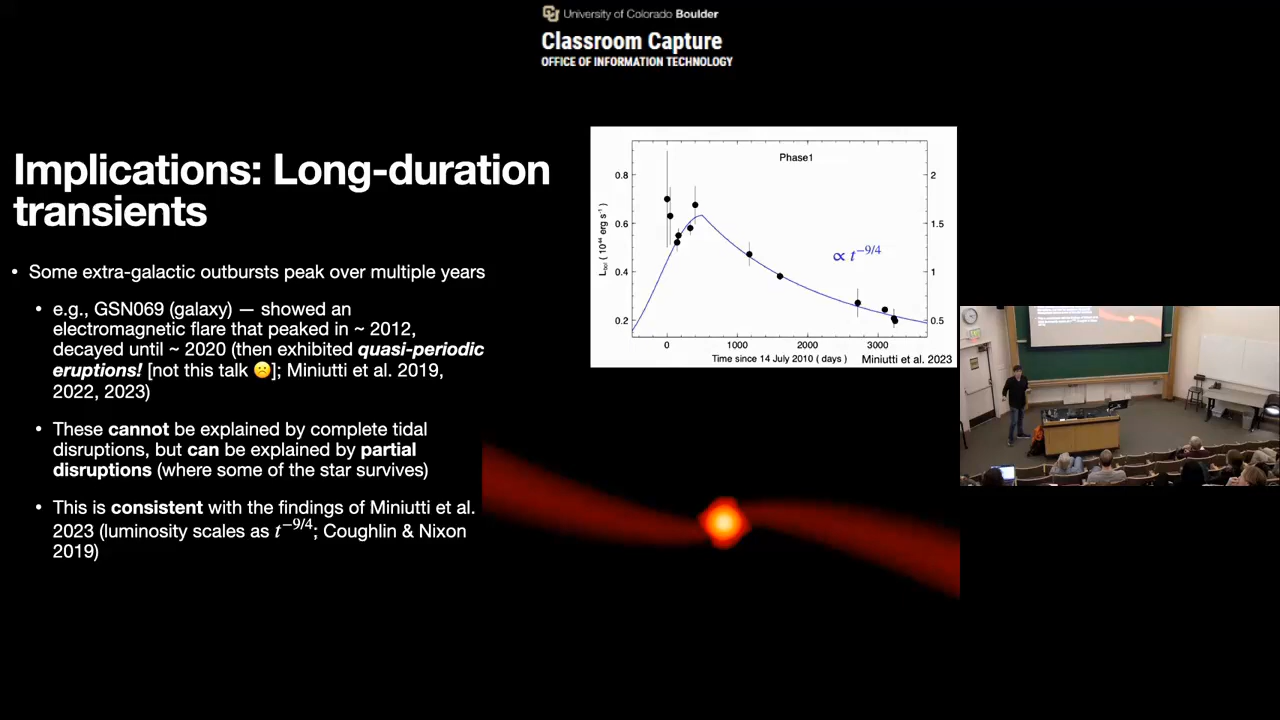 University of Colorado Boulder
Classroom Capture
OFFICE OF INFORMATION TECHNOLOGY
Implications: Long-duration
transients
• Some extra-galactic outbursts peak over multiple years
• e.g., GSN069 (galaxy) — showed an
electromagnetic flare that peaked in ~ 2012,
decayed until ~ 2020 (then exhibited quasi-periodic
eruptions! [not this talk ☹️]; Miniutti et al. 2019,
2022, 2023)
• These cannot be explained by complete tidal
disruptions, but can be explained by partial
disruptions (where some of the star survives)
• This is consistent with the findings of Miniutti et al.
2023 (luminosity scales as t^−9/4; Coughlin & Nixon
2019)
Phase1
0.8
0.6
0.4
0.2
2
1.5
1
0.5
L_bol ( 10^44 erg s^-1 )
∝ t^−9/4
0 1000 2000 3000
Time since 14 July 2010 ( days )
Miniutti et al. 2023